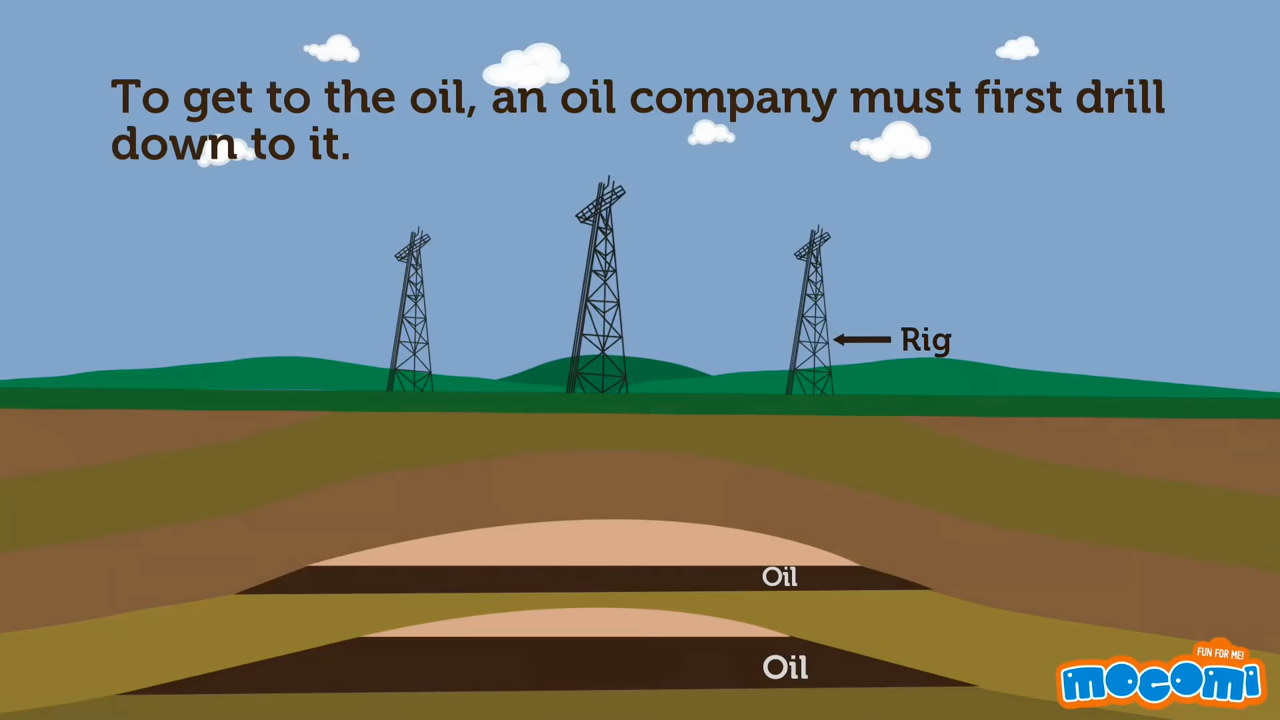 To get to the oil, an oil company must first drill
down to it.
Rig
Oil
Oil
FUN FOR ME!
mocomi